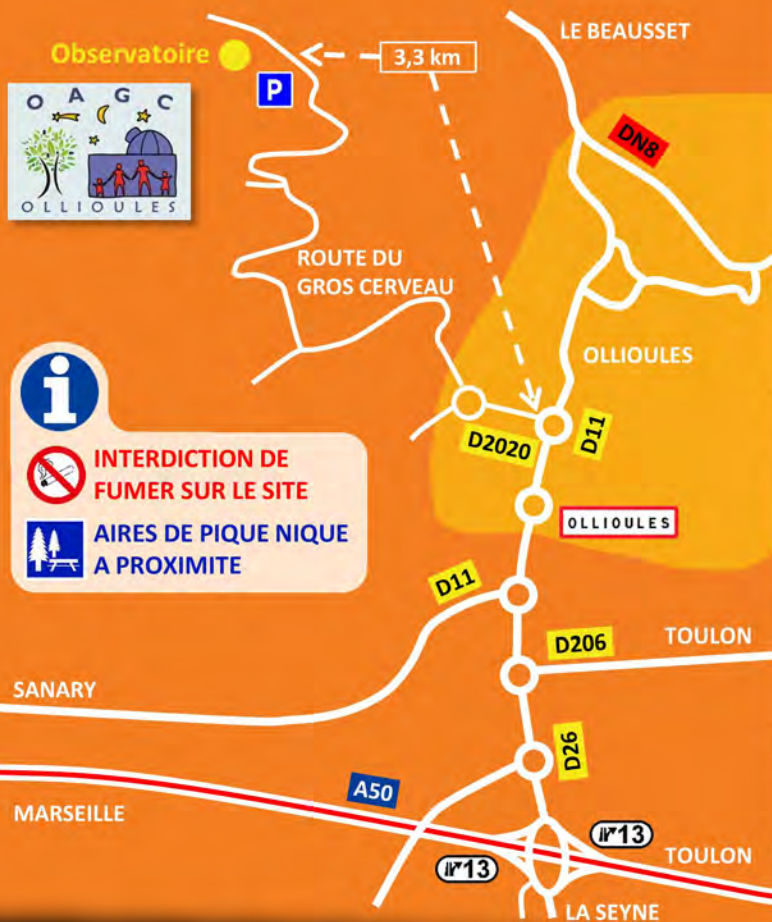 LE BEAUSSET
Observatoire
3,3 km
P
O A G C
OLLIOULES
DN8
ROUTE DU
GROS CERVEAU
OLLIOULES
D2020
D11
i
INTERDICTION DE
FUMER SUR LE SITE
AIRES DE PIQUE NIQUE
A PROXIMITE
OLLIOULES
D11
D206
TOULON
SANARY
D26
A50
MARSEILLE
13
13
TOULON
LA SEYNE